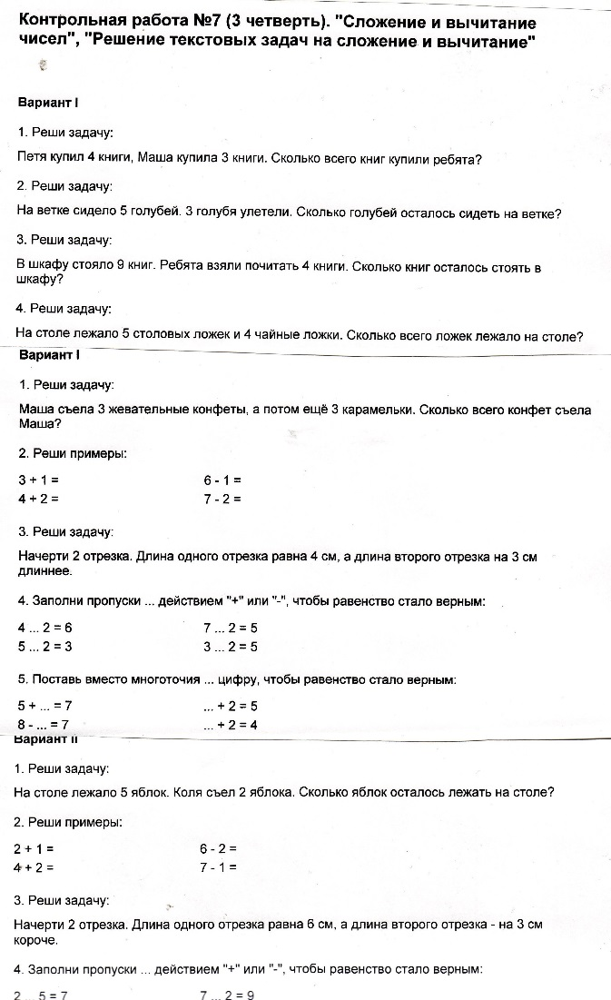 Контрольная работа №7 (3 четверть). "Сложение и вычитание
чисел", "Решение текстовых задач на сложение и вычитание"
Вариант I
1. Реши задачу:
Петя купил 4 книги, Маша купила 3 книги. Сколько всего книг купили ребята?
2. Реши задачу:
На ветке сидело 5 голубей. 3 голубя улетели. Сколько голубей осталось сидеть на ветке?
3. Реши задачу:
В шкафу стояло 9 книг. Ребята взяли почитать 4 книги. Сколько книг осталось стоять в
шкафу?
4. Реши задачу:
На столе лежало 5 столовых ложек и 4 чайные ложки. Сколько всего ложек лежало на столе?
Вариант I
1. Реши задачу:
Маша съела 3 жевательные конфеты, а потом ещё 3 карамельки. Сколько всего конфет съела
Маша?
2. Реши примеры:
3 + 1 = 6 - 1 =
4 + 2 = 7 - 2 =
3. Реши задачу:
Начерти 2 отрезка. Длина одного отрезка равна 4 см, а длина второго отрезка на 3 см
длиннее.
4. Заполни пропуски ... действием "+" или "-", чтобы равенство стало верным:
4 ... 2 = 6 7 ... 2 = 5
5 ... 2 = 3 3 ... 2 = 5
5. Поставь вместо многоточия ... цифру, чтобы равенство стало верным:
5 + ... = 7 ... + 2 = 5
8 - ... = 7 ... + 2 = 4
Вариант II
1. Реши задачу:
На столе лежало 5 яблок. Коля съел 2 яблока. Сколько яблок осталось лежать на столе?
2. Реши примеры:
2 + 1 = 6 - 2 =
4 + 2 = 7 - 1 =
3. Реши задачу:
Начерти 2 отрезка. Длина одного отрезка равна 6 см, а длина второго отрезка - на 3 см
короче.
4. Заполни пропуски ... действием "+" или "-", чтобы равенство стало верным:
2 ... 5 = 7 7 ... 2 = 9